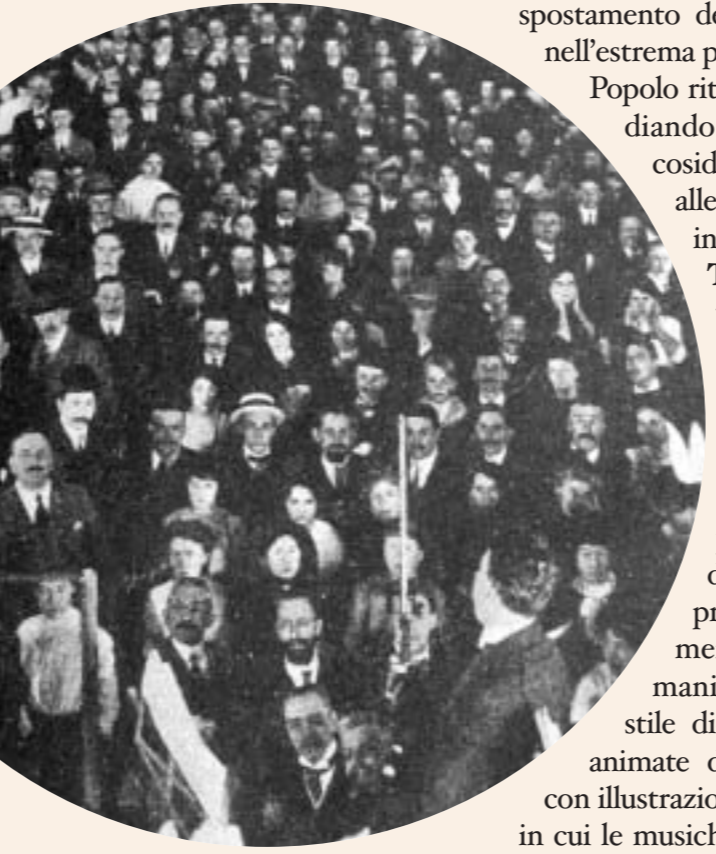 spostamento de
nell'estrema p
Popolo rit
diando
cosid
alle
in
T
d
pr
me
mani
stile di
animate o
con illustrazio
in cui le musich